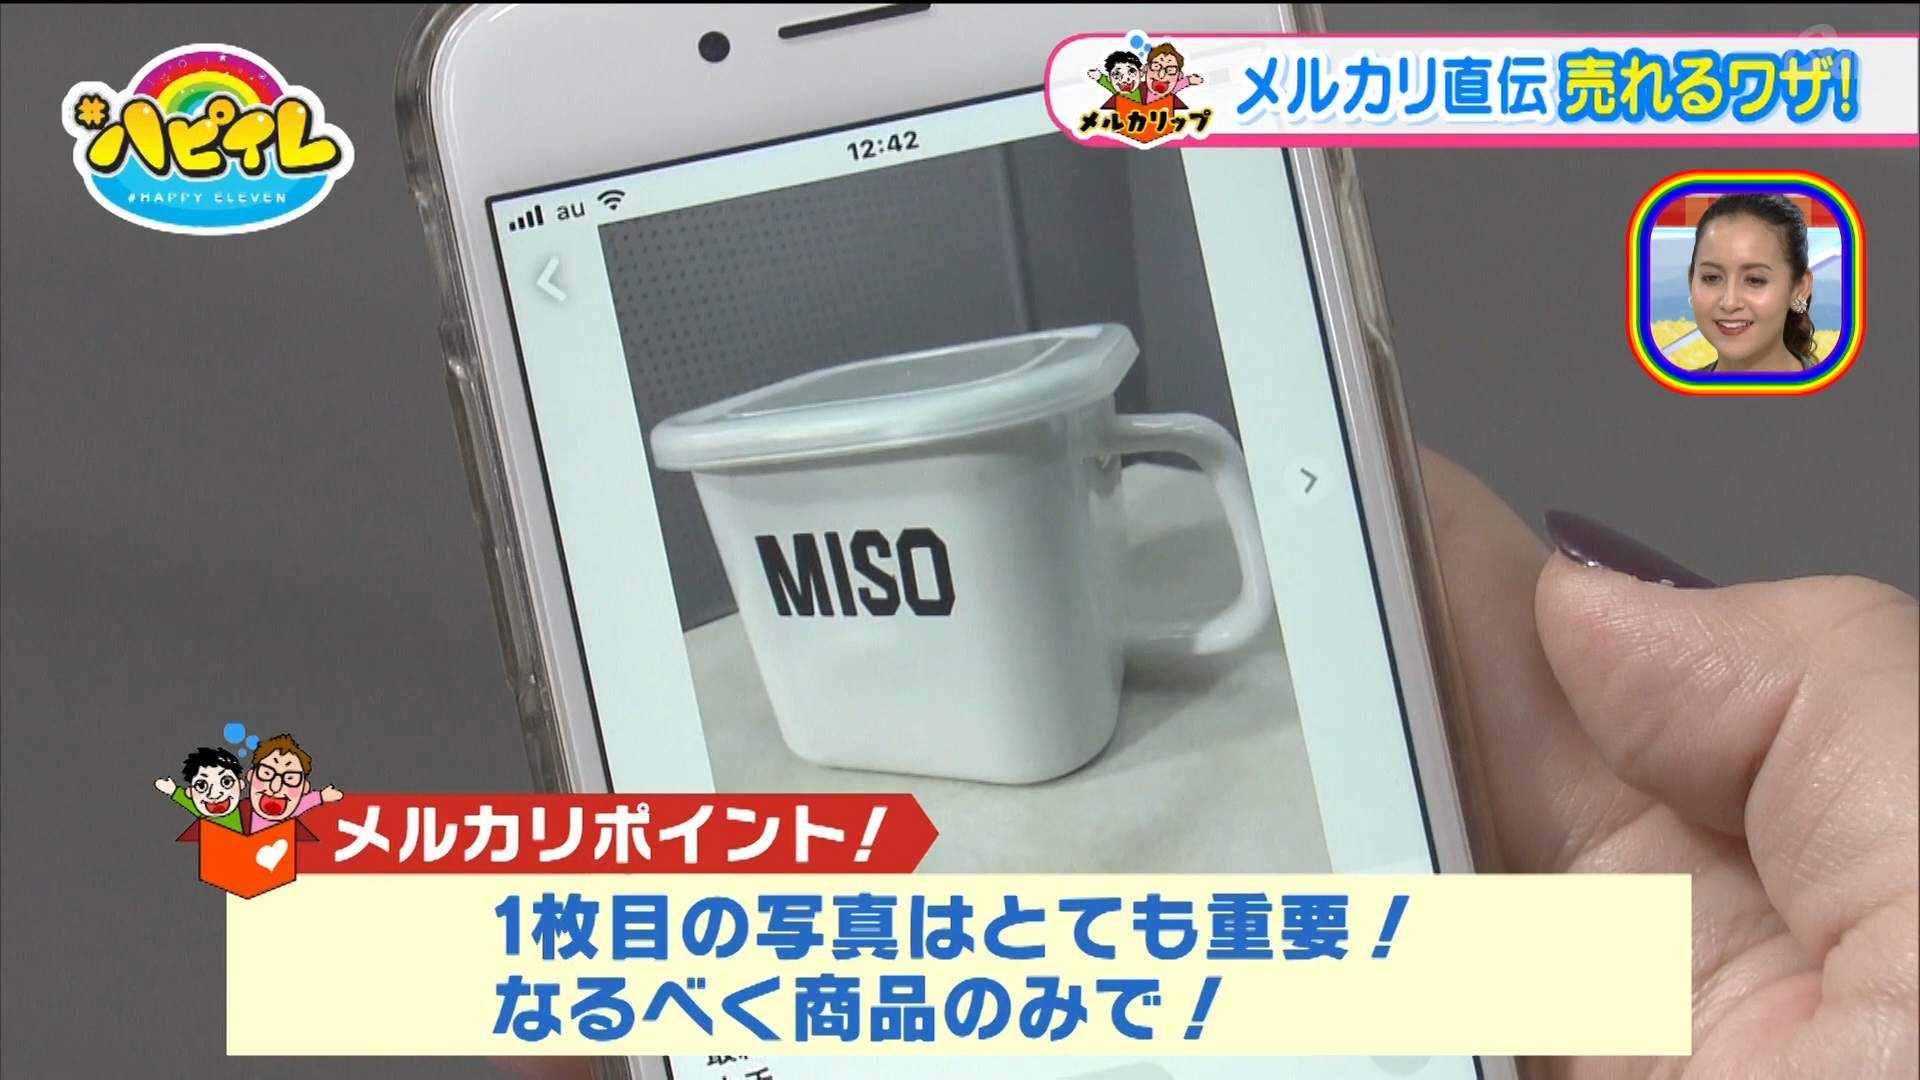 #ハピイレ
#HAPPY ELEVEN
メルカリップ
メルカリ直伝 売れるワザ!
12:42
au
MISO
メルカリポイント!
1枚目の写真はとても重要!
なるべく商品のみで!